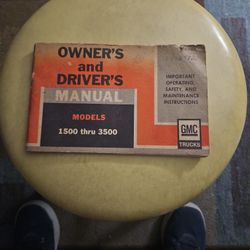 OWNER'S
and
DRIVER'S
MANUAL
MODELS
1500 thru 3500
IMPORTANT
OPERATING,
SAFETY, AND
MAINTENANCE
INSTRUCTIONS
GMC
TRUCKS